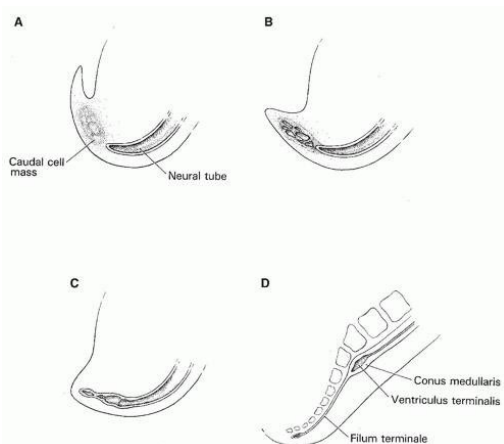 A
B
Caudal cell
mass
Neural tube
C
D
Conus medullaris
Ventriculus terminalis
Filum terminale